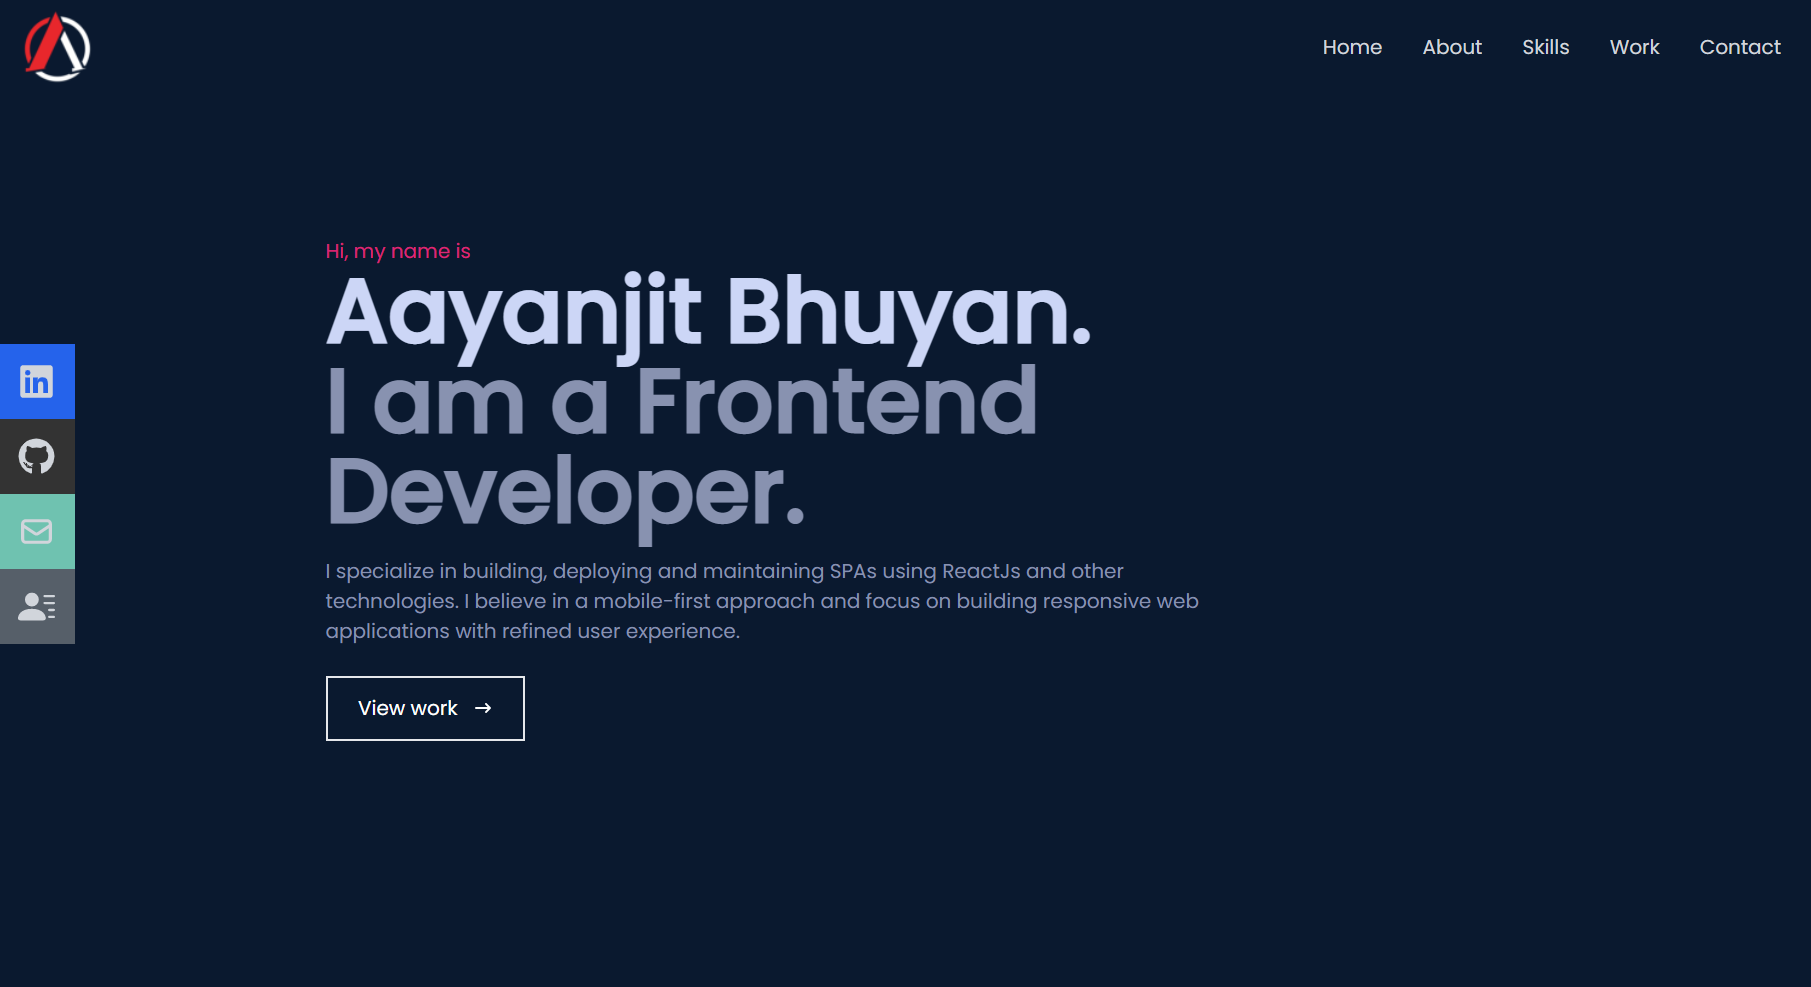 Home About Skills Work Contact
Hi, my name is
Aayanjit Bhuyan.
I am a Frontend
Developer.
I specialize in building, deploying and maintaining SPAs using ReactJs and other
technologies. I believe in a mobile-first approach and focus on building responsive web
applications with refined user experience.
View work →